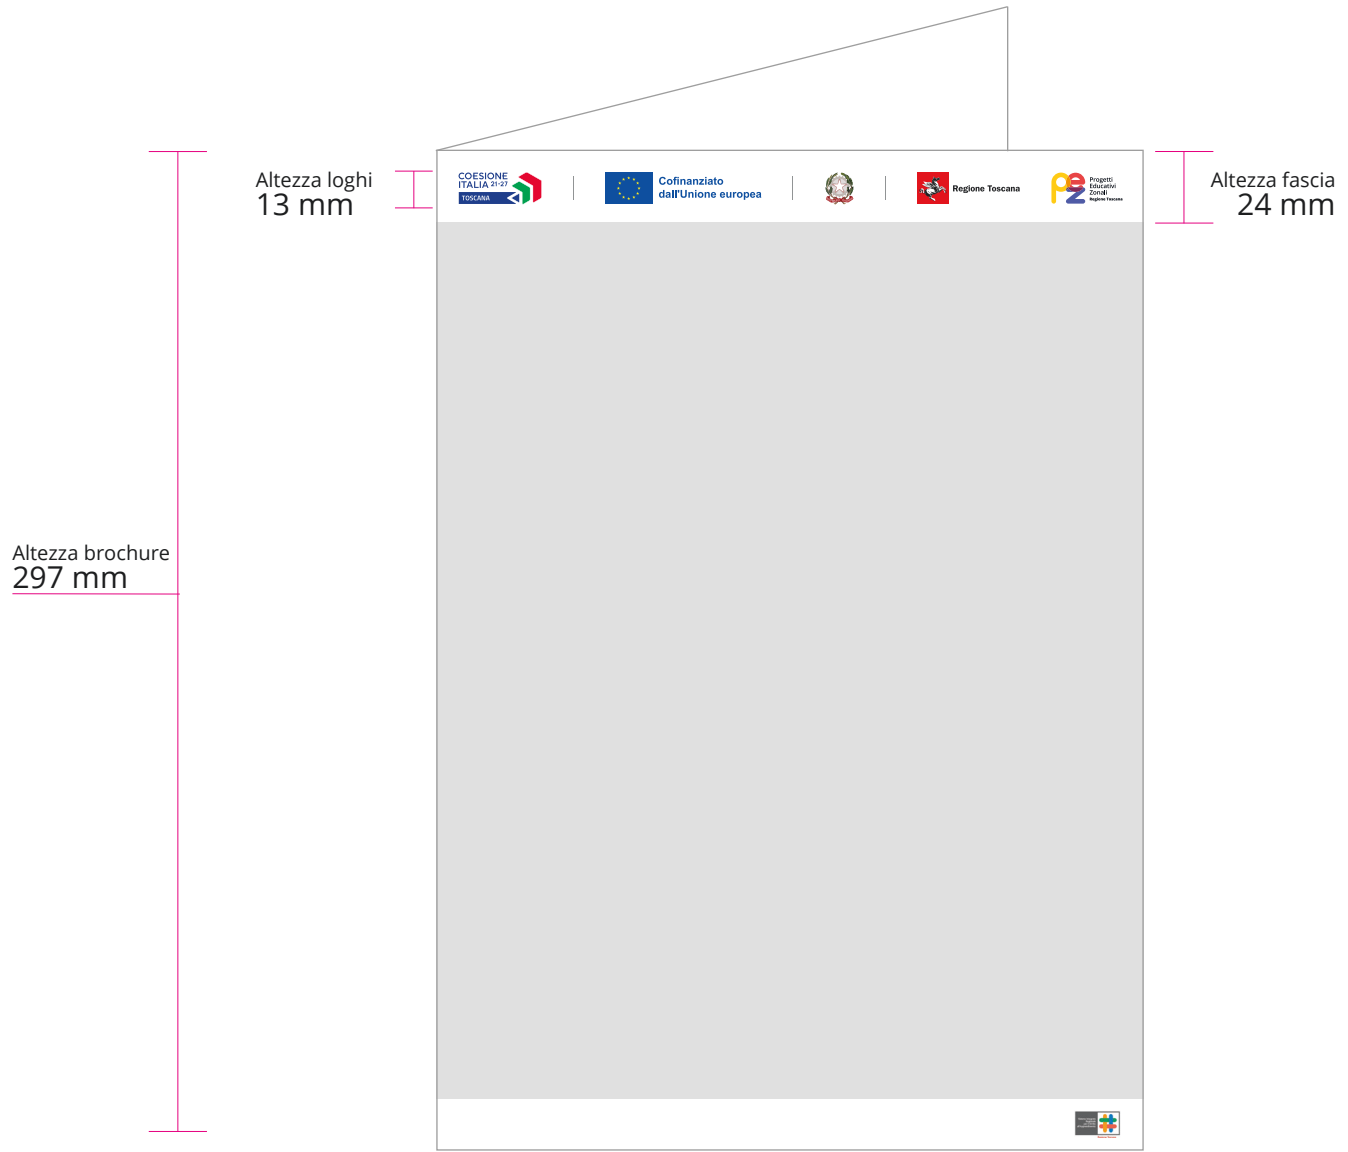 Altezza loghi
13 mm
COESIONE
ITALIA 21-27
TOSCANA
Cofinanziato
dall'Unione europea
Regione Toscana
pez
Progetti
Educativi
Zonali
Regione Toscana
Altezza fascia
24 mm
Altezza brochure
297 mm